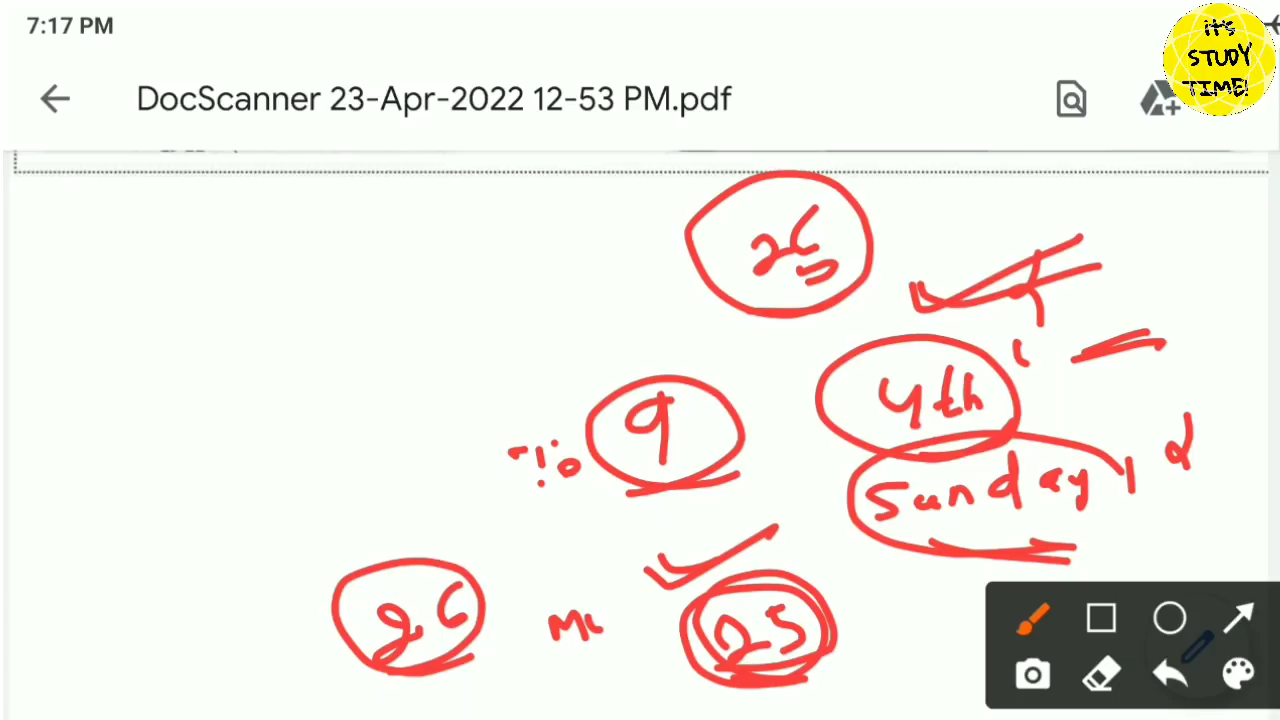 7:17 PM
IT'S
STUDY
TIME!
DocScanner 23-Apr-2022 12-53 PM.pdf
26
4th
9
Sunday
26
25